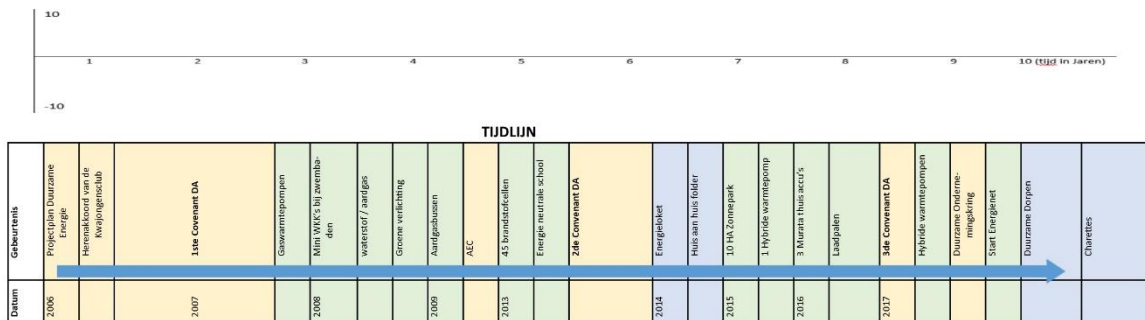 10
1 2 3 4 5 6 7 8 9 10 (tijd in Jaren)
-10
TIJDLIJN
Gebeurtenis
Projectplan Duurzame
Energie
Herenakkoord van de
Kwajongensclub
1ste Covenant DA
Gaswarmtepompen
Mini WKK's bij zwemba-
den
waterstof / aardgas
Groene verlichting
Aardgasbussen
AEC
45 brandstofcellen
Energie neutrale school
2de Convenant DA
Energieloket
Huis aan huis folder
10 HA Zonnepark
1 Hybride warmtepomp
3 Murata thuis accu's
Laadpalen
3de Convenant DA
Hybride warmtepompen
Duurzame Onderne-
mingskring
Start Energienet
Duurzame Dorpen
Charettes
Datum
2006
2007
2008
2009
2013
2014
2015
2016
2017